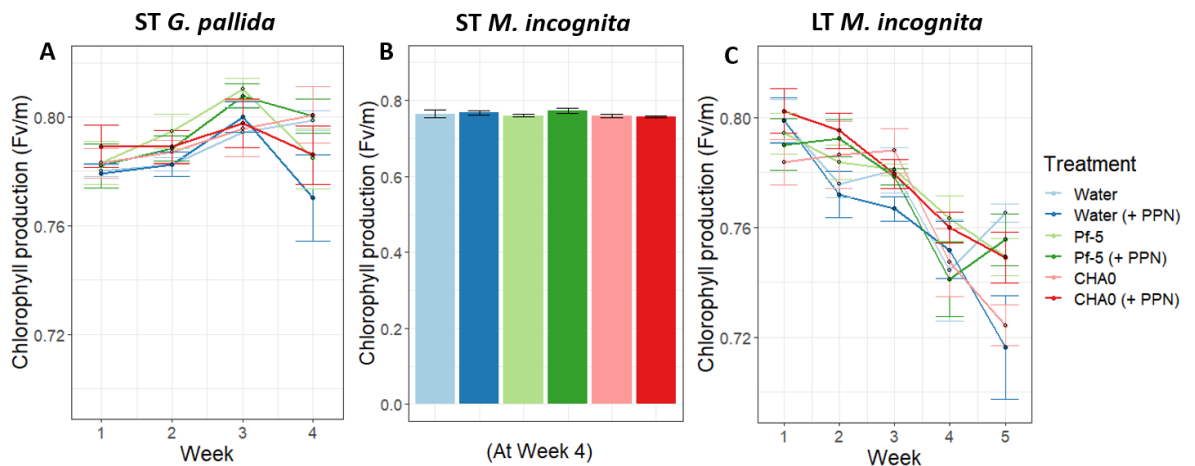 ST G. pallida
ST M. incognita
LT M. incognita
A
Chlorophyll production (Fv/m)
0.80
0.76
0.72
1 2 3 4
Week
B
Chlorophyll production (Fv/m)
0.8
0.6
0.4
0.2
0.0
(At Week 4)
C
Chlorophyll production (Fv/m)
0.80
0.76
0.72
1 2 3 4 5
Week
Treatment
Water
Water (+ PPN)
Pf-5
Pf-5 (+ PPN)
CHA0
CHA0 (+ PPN)